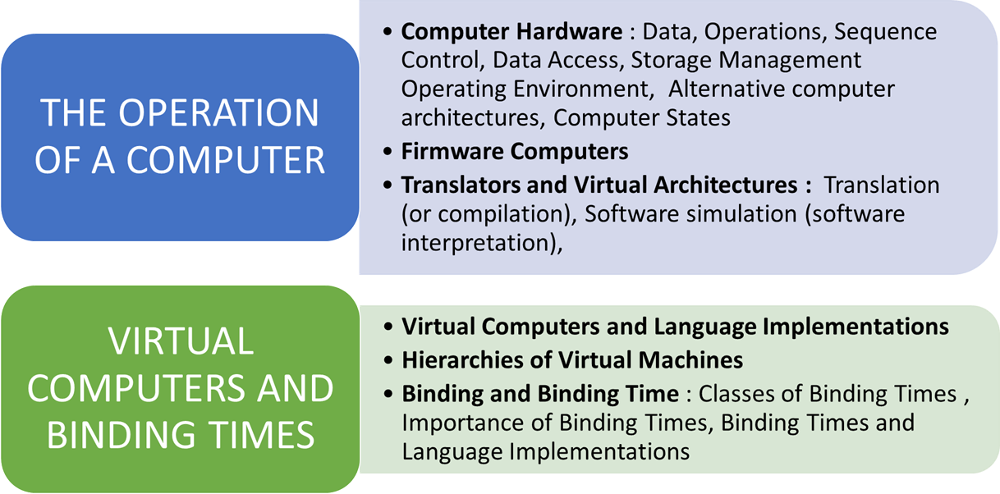 THE OPERATION
OF A COMPUTER
• Computer Hardware : Data, Operations, Sequence
Control, Data Access, Storage Management
Operating Environment,  Alternative computer
architectures, Computer States
• Firmware Computers
• Translators and Virtual Architectures :  Translation
(or compilation), Software simulation (software
interpretation),
VIRTUAL
COMPUTERS AND
BINDING TIMES
• Virtual Computers and Language Implementations
• Hierarchies of Virtual Machines
• Binding and Binding Time : Classes of Binding Times ,
Importance of Binding Times, Binding Times and
Language Implementations